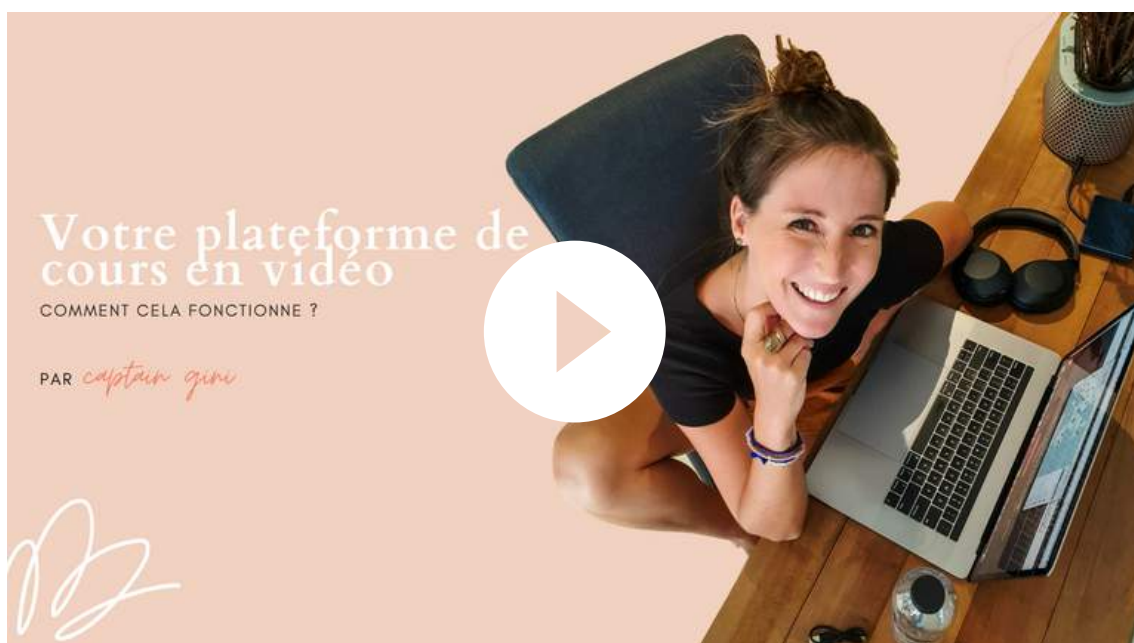 Votre plateforme de
cours en vidéo
COMMENT CELA FONCTIONNE ?
PAR captain gini